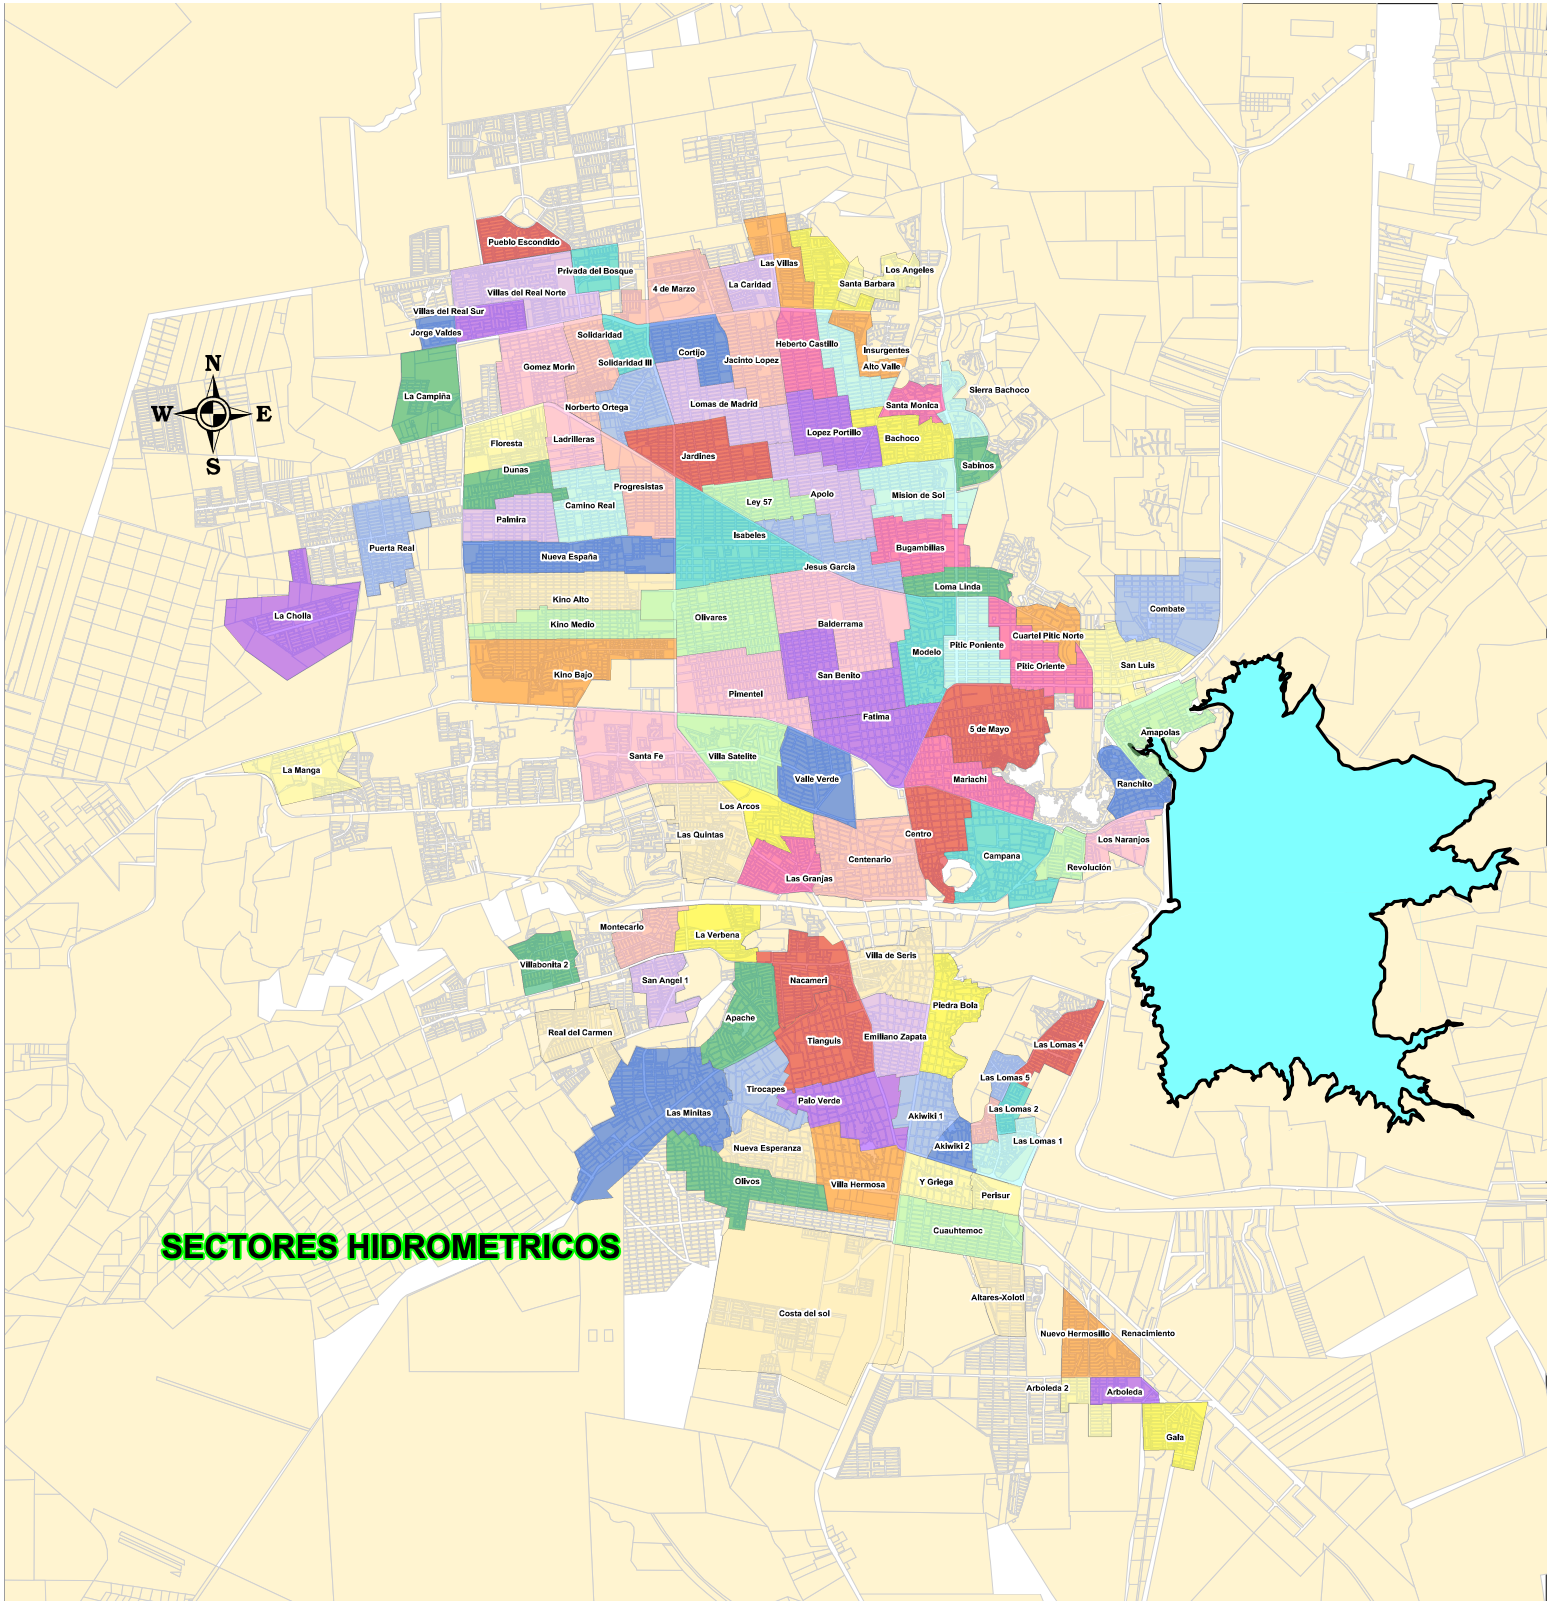 Pueblo Escondido
Privada del Bosque
Las Villas
Los Angeles
Santa Barbara
La Caridad
4 de Marzo
Villas del Real Norte
Villas del Real Sur
Jorge Valdes
Solidaridad
Solidaridad III
Cortijo
Jacinto Lopez
Heberto Castillo
Insurgentes
Alto Valle
Gomez Morin
N
W
E
S
La Campiña
Norberto Ortega
Lomas de Madrid
Santa Monica
Sierra Bachoco
Floresta
Ladrilleras
Lopez Portillo
Bachoco
Jardines
Sabinos
Dunas
Progresistas
Ley 57
Apolo
Mision de Sol
Camino Real
Palmira
Isabeles
Puerta Real
Nueva España
Bugambilias
Jesus Garcia
Loma Linda
Kino Alto
La Cholla
Kino Medio
Olivares
Balderrama
Combate
Cuartel Pitic Norte
Modelo
Pitic Poniente
Pitic Oriente
San Luis
Kino Bajo
San Benito
Pimentel
Fatima
5 de Mayo
Amapolas
Santa Fe
Villa Satelite
La Manga
Valle Verde
Mariachi
Ranchito
Los Arcos
Las Quintas
Centro
Los Naranjos
Centenario
Campana
Revolución
Las Granjas
Montecarlo
La Verbena
Villa de Seris
Villabonita 2
San Angel 1
Nacameri
Piedra Bola
Apache
Real del Carmen
Tianguis
Emiliano Zapata
Las Lomas 4
Las Lomas 5
Tirocapes
Palo Verde
Las Minitas
Akiwiki 1
Las Lomas 2
Las Lomas 1
Akiwiki 2
Nueva Esperanza
Olivos
Villa Hermosa
Y Griega
Perisur
Cuauhtemoc
SECTORES HIDROMETRICOS
Altares-Xolotl
Costa del sol
Nuevo Hermosillo
Renacimiento
Arboleda 2
Arboleda
Gala